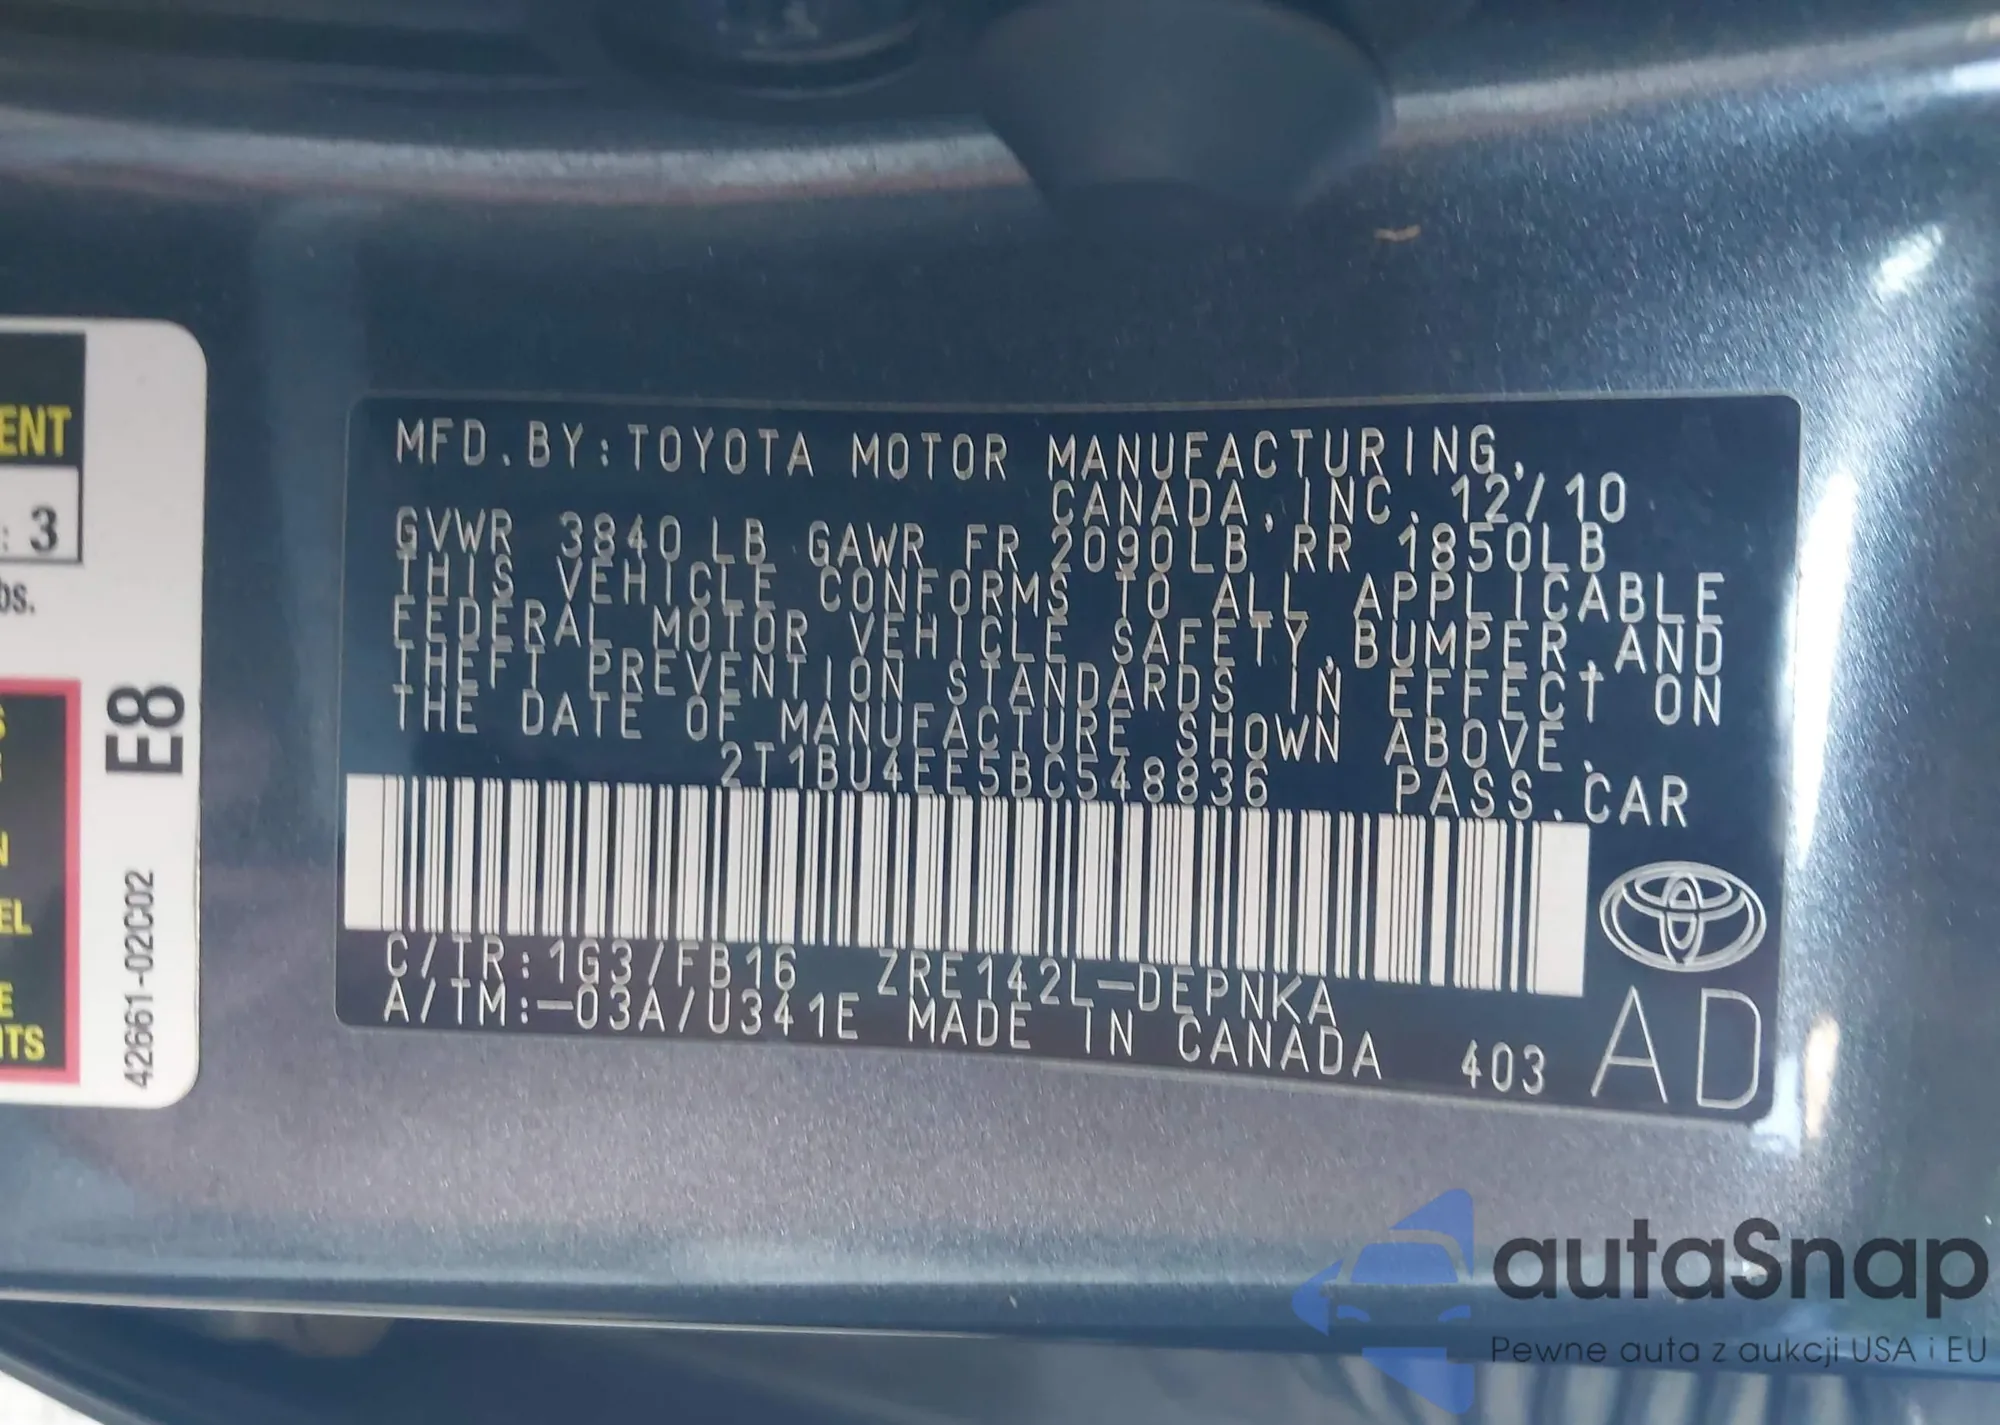 MFD.BY:TOYOTA MOTOR MANUFACTURING,
CANADA,INC. 12/10
GVWR 3840 LB GAWR FR 2090LB RR 1850LB
THIS VEHICLE CONFORMS TO ALL APPLICABLE
FEDERAL MOTOR VEHICLE SAFETY,BUMPER,AND
THEFT PREVENTION STANDARDS IN EFFECT ON
THE DATE OF MANUFACTURE SHOWN ABOVE.
2T1BU4EE5BC548836 PASS.CAR
C/TR:1G3/FB16 ZRE142L-DEPNKA
A/TM:-03A/U341E MADE IN CANADA 403
AD
: 3
E8
42661-02C02
autaSnap
Pewne auta z aukcji USA i EU